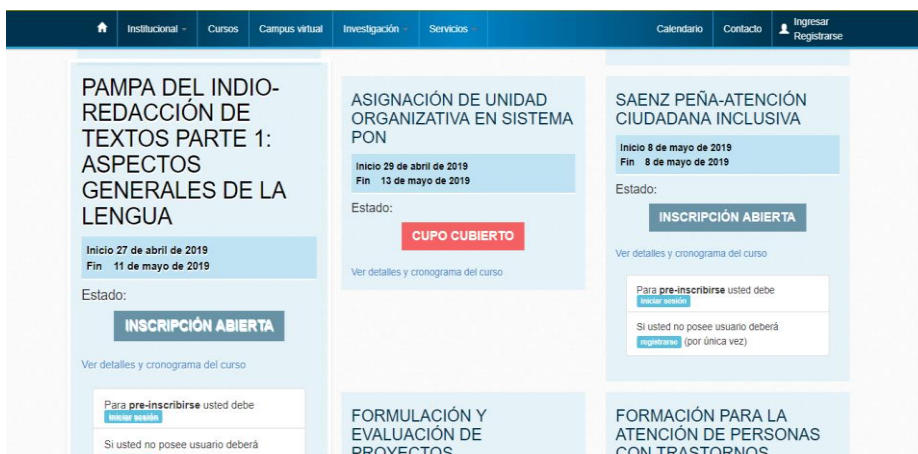 Institucional
Cursos
Campus virtual
Investigación
Servicios
Calendario
Contacto
Ingresar
Registrarse
PAMPA DEL INDIO-
REDACCIÓN DE
TEXTOS PARTE 1:
ASPECTOS
GENERALES DE LA
LENGUA
Inicio 27 de abril de 2019
Fin 11 de mayo de 2019
Estado:
INSCRIPCIÓN ABIERTA
Ver detalles y cronograma del curso
Para pre-inscribirse usted debe
iniciar sesión
Si usted no posee usuario deberá
ASIGNACIÓN DE UNIDAD
ORGANIZATIVA EN SISTEMA
PON
Inicio 29 de abril de 2019
Fin 13 de mayo de 2019
Estado:
CUPO CUBIERTO
Ver detalles y cronograma del curso
SAENZ PEÑA-ATENCIÓN
CIUDADANA INCLUSIVA
Inicio 8 de mayo de 2019
Fin 8 de mayo de 2019
Estado:
INSCRIPCIÓN ABIERTA
Ver detalles y cronograma del curso
Para pre-inscribirse usted debe
iniciar sesión
Si usted no posee usuario deberá
registrarse (por única vez)
FORMULACIÓN Y
EVALUACIÓN DE
PROYECTOS
FORMACIÓN PARA LA
ATENCIÓN DE PERSONAS
CON TRASTORNOS